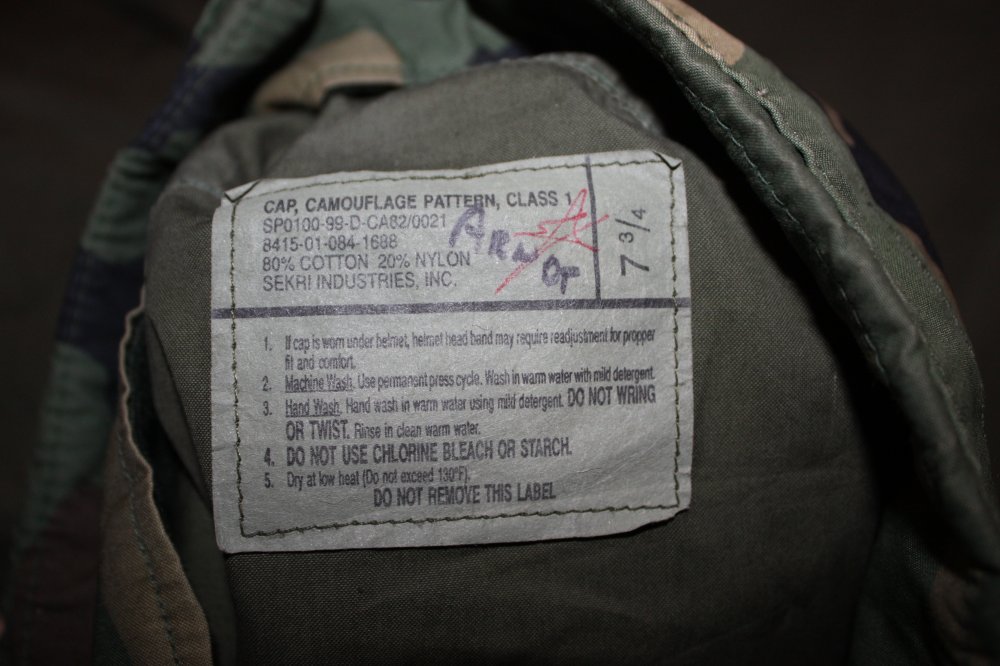 CAP, CAMOUFLAGE PATTERN, CLASS 1
SP0100-99-D-CA82/0021
8415-01-084-1688
80% COTTON 20% NYLON
SEKRI INDUSTRIES, INC.
7 3/4
1. If cap is worn under helmet, helmet head band may require readjustment for propper
fit and comfort.
2. Machine Wash. Use permansnt press cycle. Wash in warm water with mild detergent.
3. Hand Wash. Hand wash in warm water using mild detergent. DO NOT WRING
OR TWIST. Rinse in clean warm water.
4. DO NOT USE CHLORINE BLEACH OR STARCH.
5. Dry at low heat (Do not exceed 130°F).
DO NOT REMOVE THIS LABEL